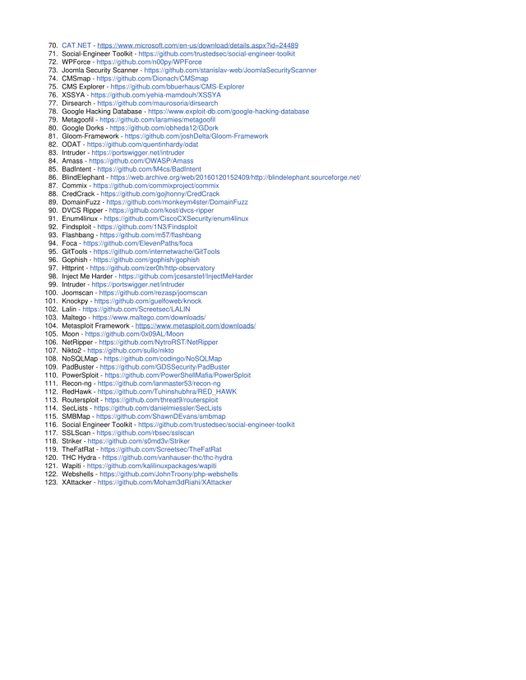 70. CAT.NET - https://www.microsoft.com/en-us/download/details.aspx?id=24489
71. Social-Engineer Toolkit - https://github.com/trustedsec/social-engineer-toolkit
72. WPForce - https://github.com/n00py/WPForce
73. Joomla Security Scanner - https://github.com/stanislav-web/JoomlaSecurityScanner
74. CMSmap - https://github.com/Dionach/CMSmap
75. CMS Explorer - https://github.com/bbuerhaus/CMS-Explorer
76. XSSYA - https://github.com/yehia-mamdouh/XSSYA
77. Dirsearch - https://github.com/maurosoria/dirsearch
78. Google Hacking Database - https://www.exploit-db.com/google-hacking-database
79. Metagoofil - https://github.com/laramies/metagoofil
80. Google Dorks - https://github.com/obheda12/GDork
81. Gloom-Framework - https://github.com/joshDelta/Gloom-Framework
82. ODAT - https://github.com/quentinhardy/odat
83. Intruder - https://portswigger.net/intruder
84. Amass - https://github.com/OWASP/Amass
85. BadIntent - https://github.com/M4cs/BadIntent
86. BlindElephant - https://web.archive.org/web/20160120152409/http://blindelephant.sourceforge.net/
87. Commix - https://github.com/commixproject/commix
88. CredCrack - https://github.com/gojhonny/CredCrack
89. DomainFuzz - https://github.com/monkeym4ster/DomainFuzz
90. DVCS Ripper - https://github.com/kost/dvcs-ripper
91. Enum4linux - https://github.com/CiscoCXSecurity/enum4linux
92. Findsploit - https://github.com/1N3/Findsploit
93. Flashbang - https://github.com/m57/flashbang
94. Foca - https://github.com/ElevenPaths/foca
95. GitTools - https://github.com/internetwache/GitTools
96. Gophish - https://github.com/gophish/gophish
97. Httprint - https://github.com/zer0h/http-observatory
98. Inject Me Harder - https://github.com/jcesarstef/InjectMeHarder
99. Intruder - https://portswigger.net/intruder
100. Joomscan - https://github.com/rezasp/joomscan
101. Knockpy - https://github.com/guelfoweb/knock
102. Lalin - https://github.com/Screetsec/LALIN
103. Maltego - https://www.maltego.com/downloads/
104. Metasploit Framework - https://www.metasploit.com/downloads/
105. Moon - https://github.com/0x09AL/Moon
106. NetRipper - https://github.com/NytroRST/NetRipper
107. Nikto2 - https://github.com/sullo/nikto
108. NoSQLMap - https://github.com/codingo/NoSQLMap
109. PadBuster - https://github.com/GDSSecurity/PadBuster
110. PowerSploit - https://github.com/PowerShellMafia/PowerSploit
111. Recon-ng - https://github.com/lanmaster53/recon-ng
112. RedHawk - https://github.com/Tuhinshubhra/RED_HAWK
113. Routersploit - https://github.com/threat9/routersploit
114. SecLists - https://github.com/danielmiessler/SecLists
115. SMBMap - https://github.com/ShawnDEvans/smbmap
116. Social Engineer Toolkit - https://github.com/trustedsec/social-engineer-toolkit
117. SSLScan - https://github.com/rbsec/sslscan
118. Striker - https://github.com/s0md3v/Striker
119. TheFatRat - https://github.com/Screetsec/TheFatRat
120. THC Hydra - https://github.com/vanhauser-thc/thc-hydra
121. Wapiti - https://github.com/kalilinuxpackages/wapiti
122. Webshells - https://github.com/JohnTroony/php-webshells
123. XAttacker - https://github.com/Moham3dRiahi/XAttacker